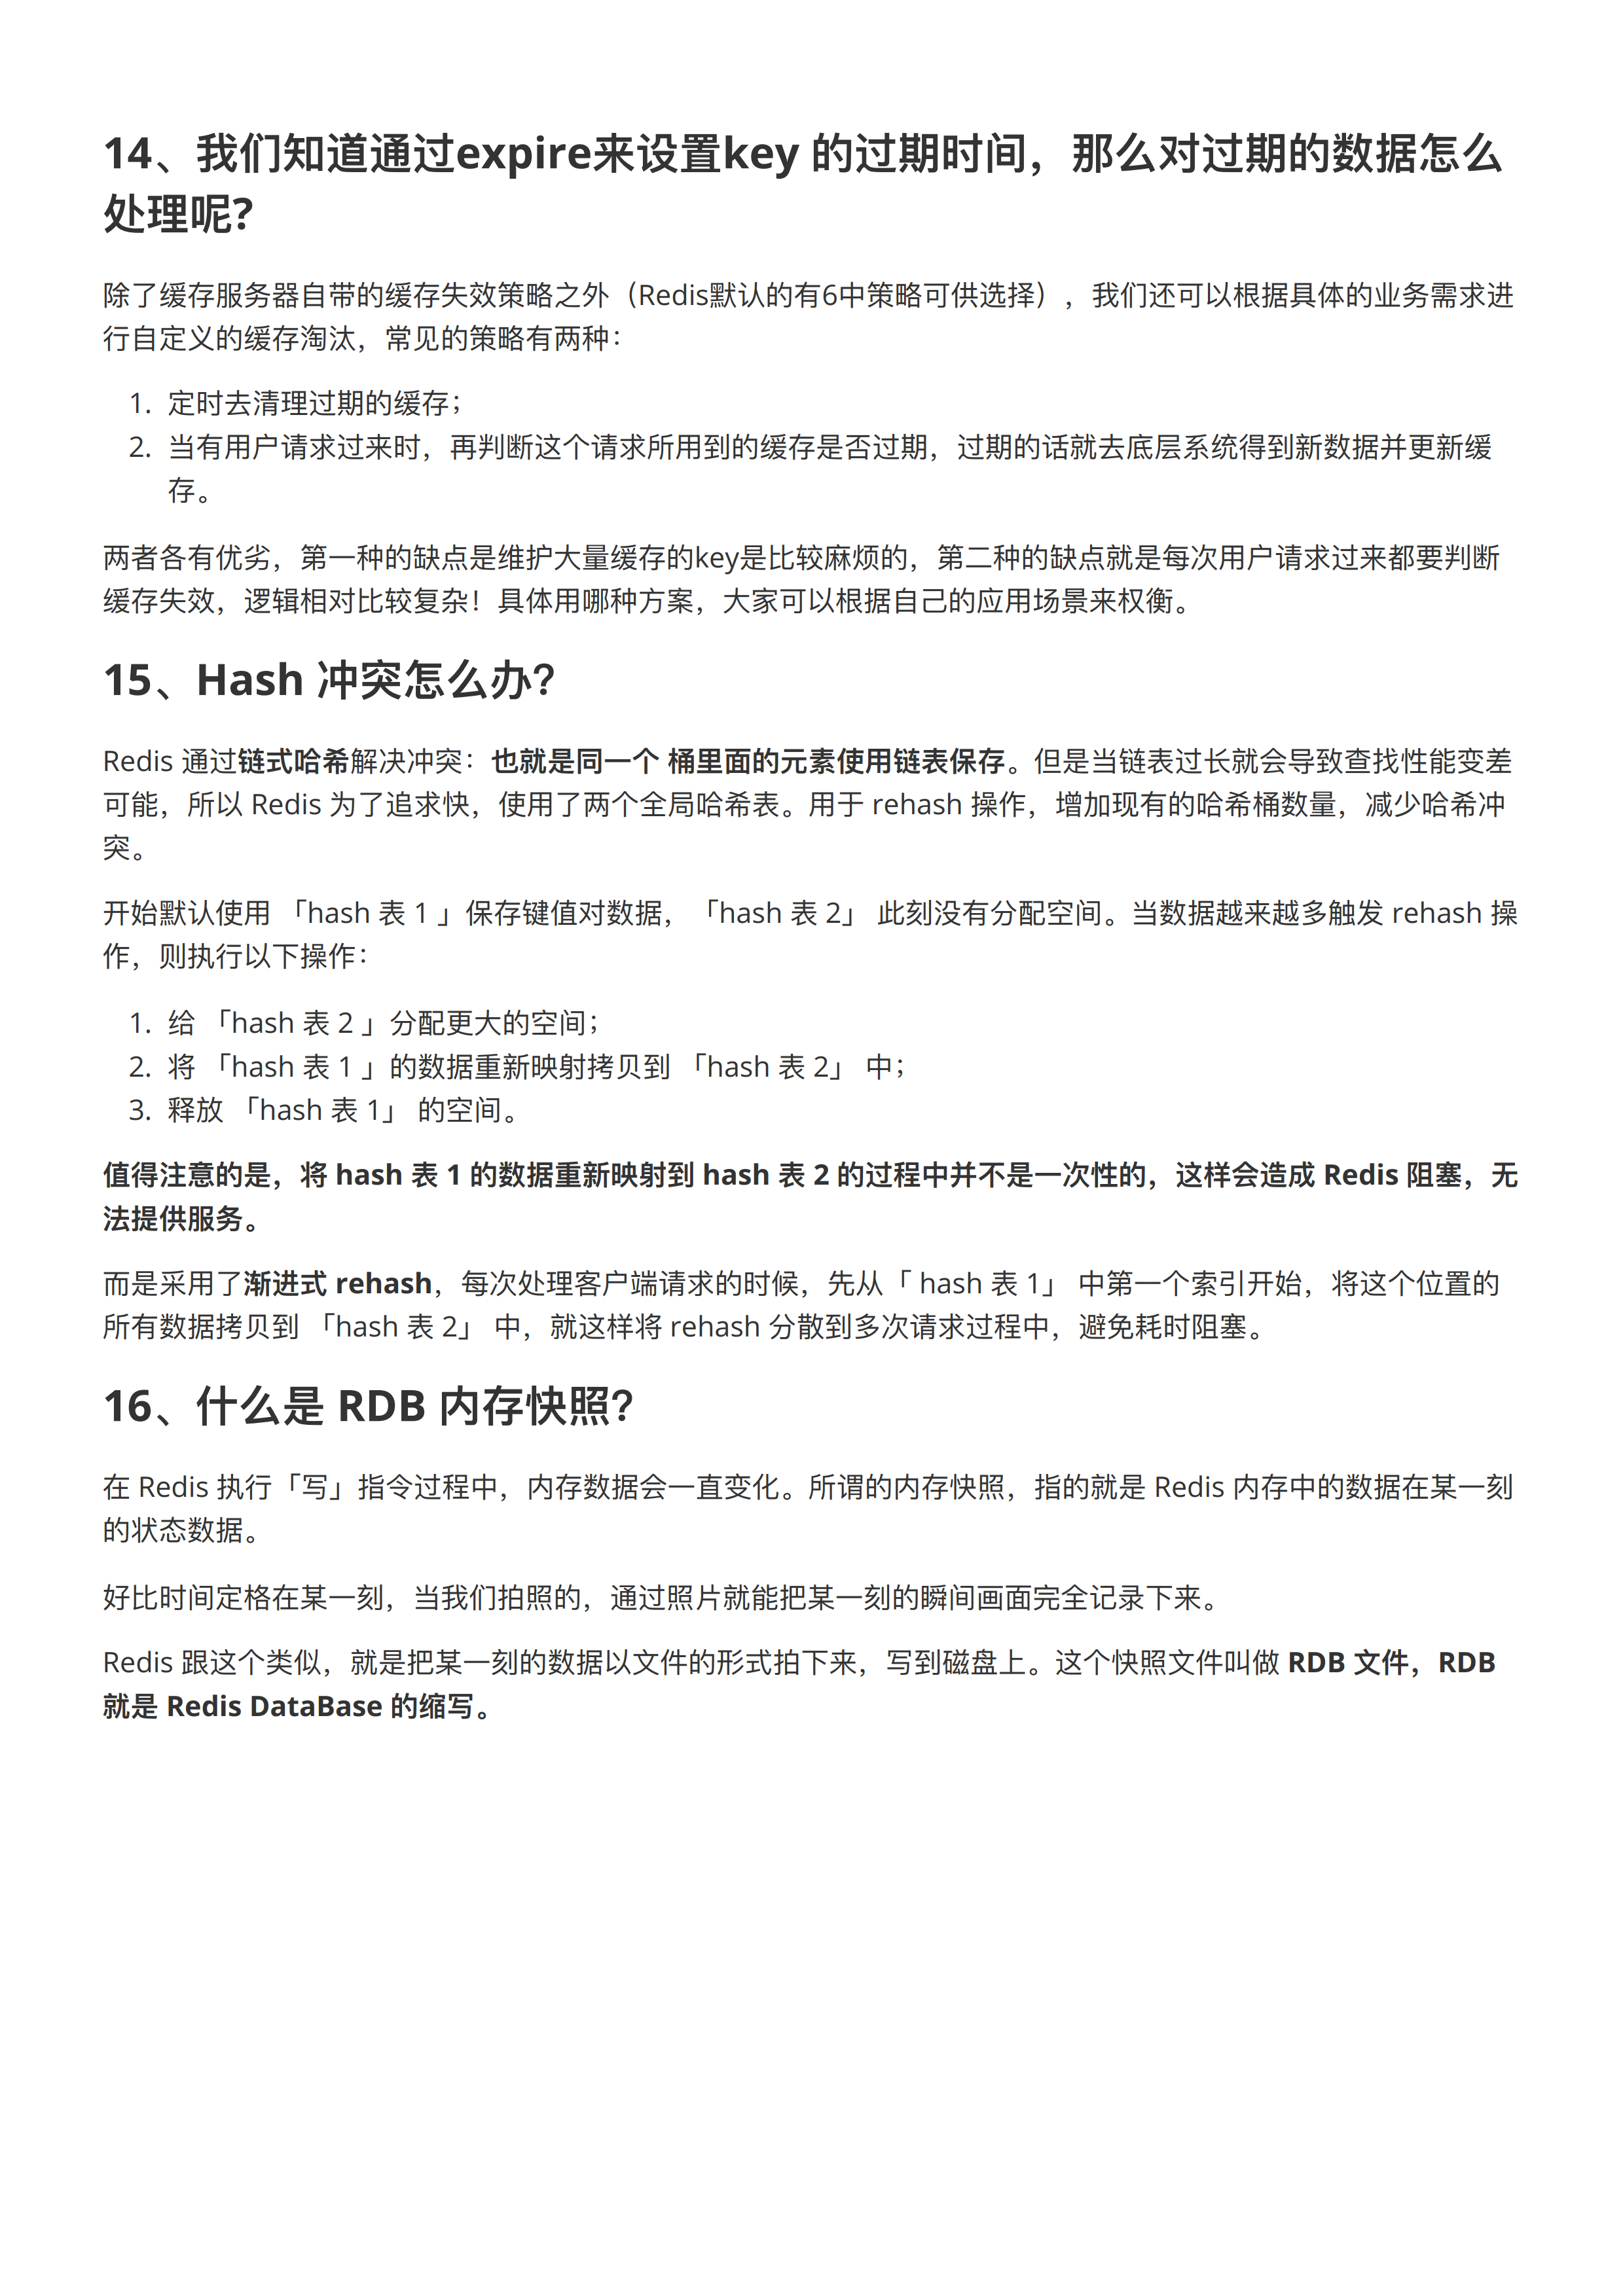 14、我们知道通过expire来设置key 的过期时间，那么对过期的数据怎么
处理呢?
除了缓存服务器自带的缓存失效策略之外（Redis默认的有6中策略可供选择），我们还可以根据具体的业务需求进
行自定义的缓存淘汰，常见的策略有两种：
1. 定时去清理过期的缓存；
2. 当有用户请求过来时，再判断这个请求所用到的缓存是否过期，过期的话就去底层系统得到新数据并更新缓
存。
两者各有优劣，第一种的缺点是维护大量缓存的key是比较麻烦的，第二种的缺点就是每次用户请求过来都要判断
缓存失效，逻辑相对比较复杂！具体用哪种方案，大家可以根据自己的应用场景来权衡。
15、Hash 冲突怎么办？
Redis 通过链式哈希解决冲突：也就是同一个 桶里面的元素使用链表保存。但是当链表过长就会导致查找性能变差
可能，所以 Redis 为了追求快，使用了两个全局哈希表。用于 rehash 操作，增加现有的哈希桶数量，减少哈希冲
突。
开始默认使用 「hash 表 1 」保存键值对数据，「hash 表 2」 此刻没有分配空间。当数据越来越多触发 rehash 操
作，则执行以下操作：
1. 给 「hash 表 2 」分配更大的空间；
2. 将 「hash 表 1 」的数据重新映射拷贝到 「hash 表 2」 中；
3. 释放 「hash 表 1」 的空间。
值得注意的是，将 hash 表 1 的数据重新映射到 hash 表 2 的过程中并不是一次性的，这样会造成 Redis 阻塞，无
法提供服务。
而是采用了渐进式 rehash，每次处理客户端请求的时候，先从「 hash 表 1」 中第一个索引开始，将这个位置的
所有数据拷贝到 「hash 表 2」 中，就这样将 rehash 分散到多次请求过程中，避免耗时阻塞。
16、什么是 RDB 内存快照？
在 Redis 执行「写」指令过程中，内存数据会一直变化。所谓的内存快照，指的就是 Redis 内存中的数据在某一刻
的状态数据。
好比时间定格在某一刻，当我们拍照的，通过照片就能把某一刻的瞬间画面完全记录下来。
Redis 跟这个类似，就是把某一刻的数据以文件的形式拍下来，写到磁盘上。这个快照文件叫做 RDB 文件，RDB
就是 Redis DataBase 的缩写。